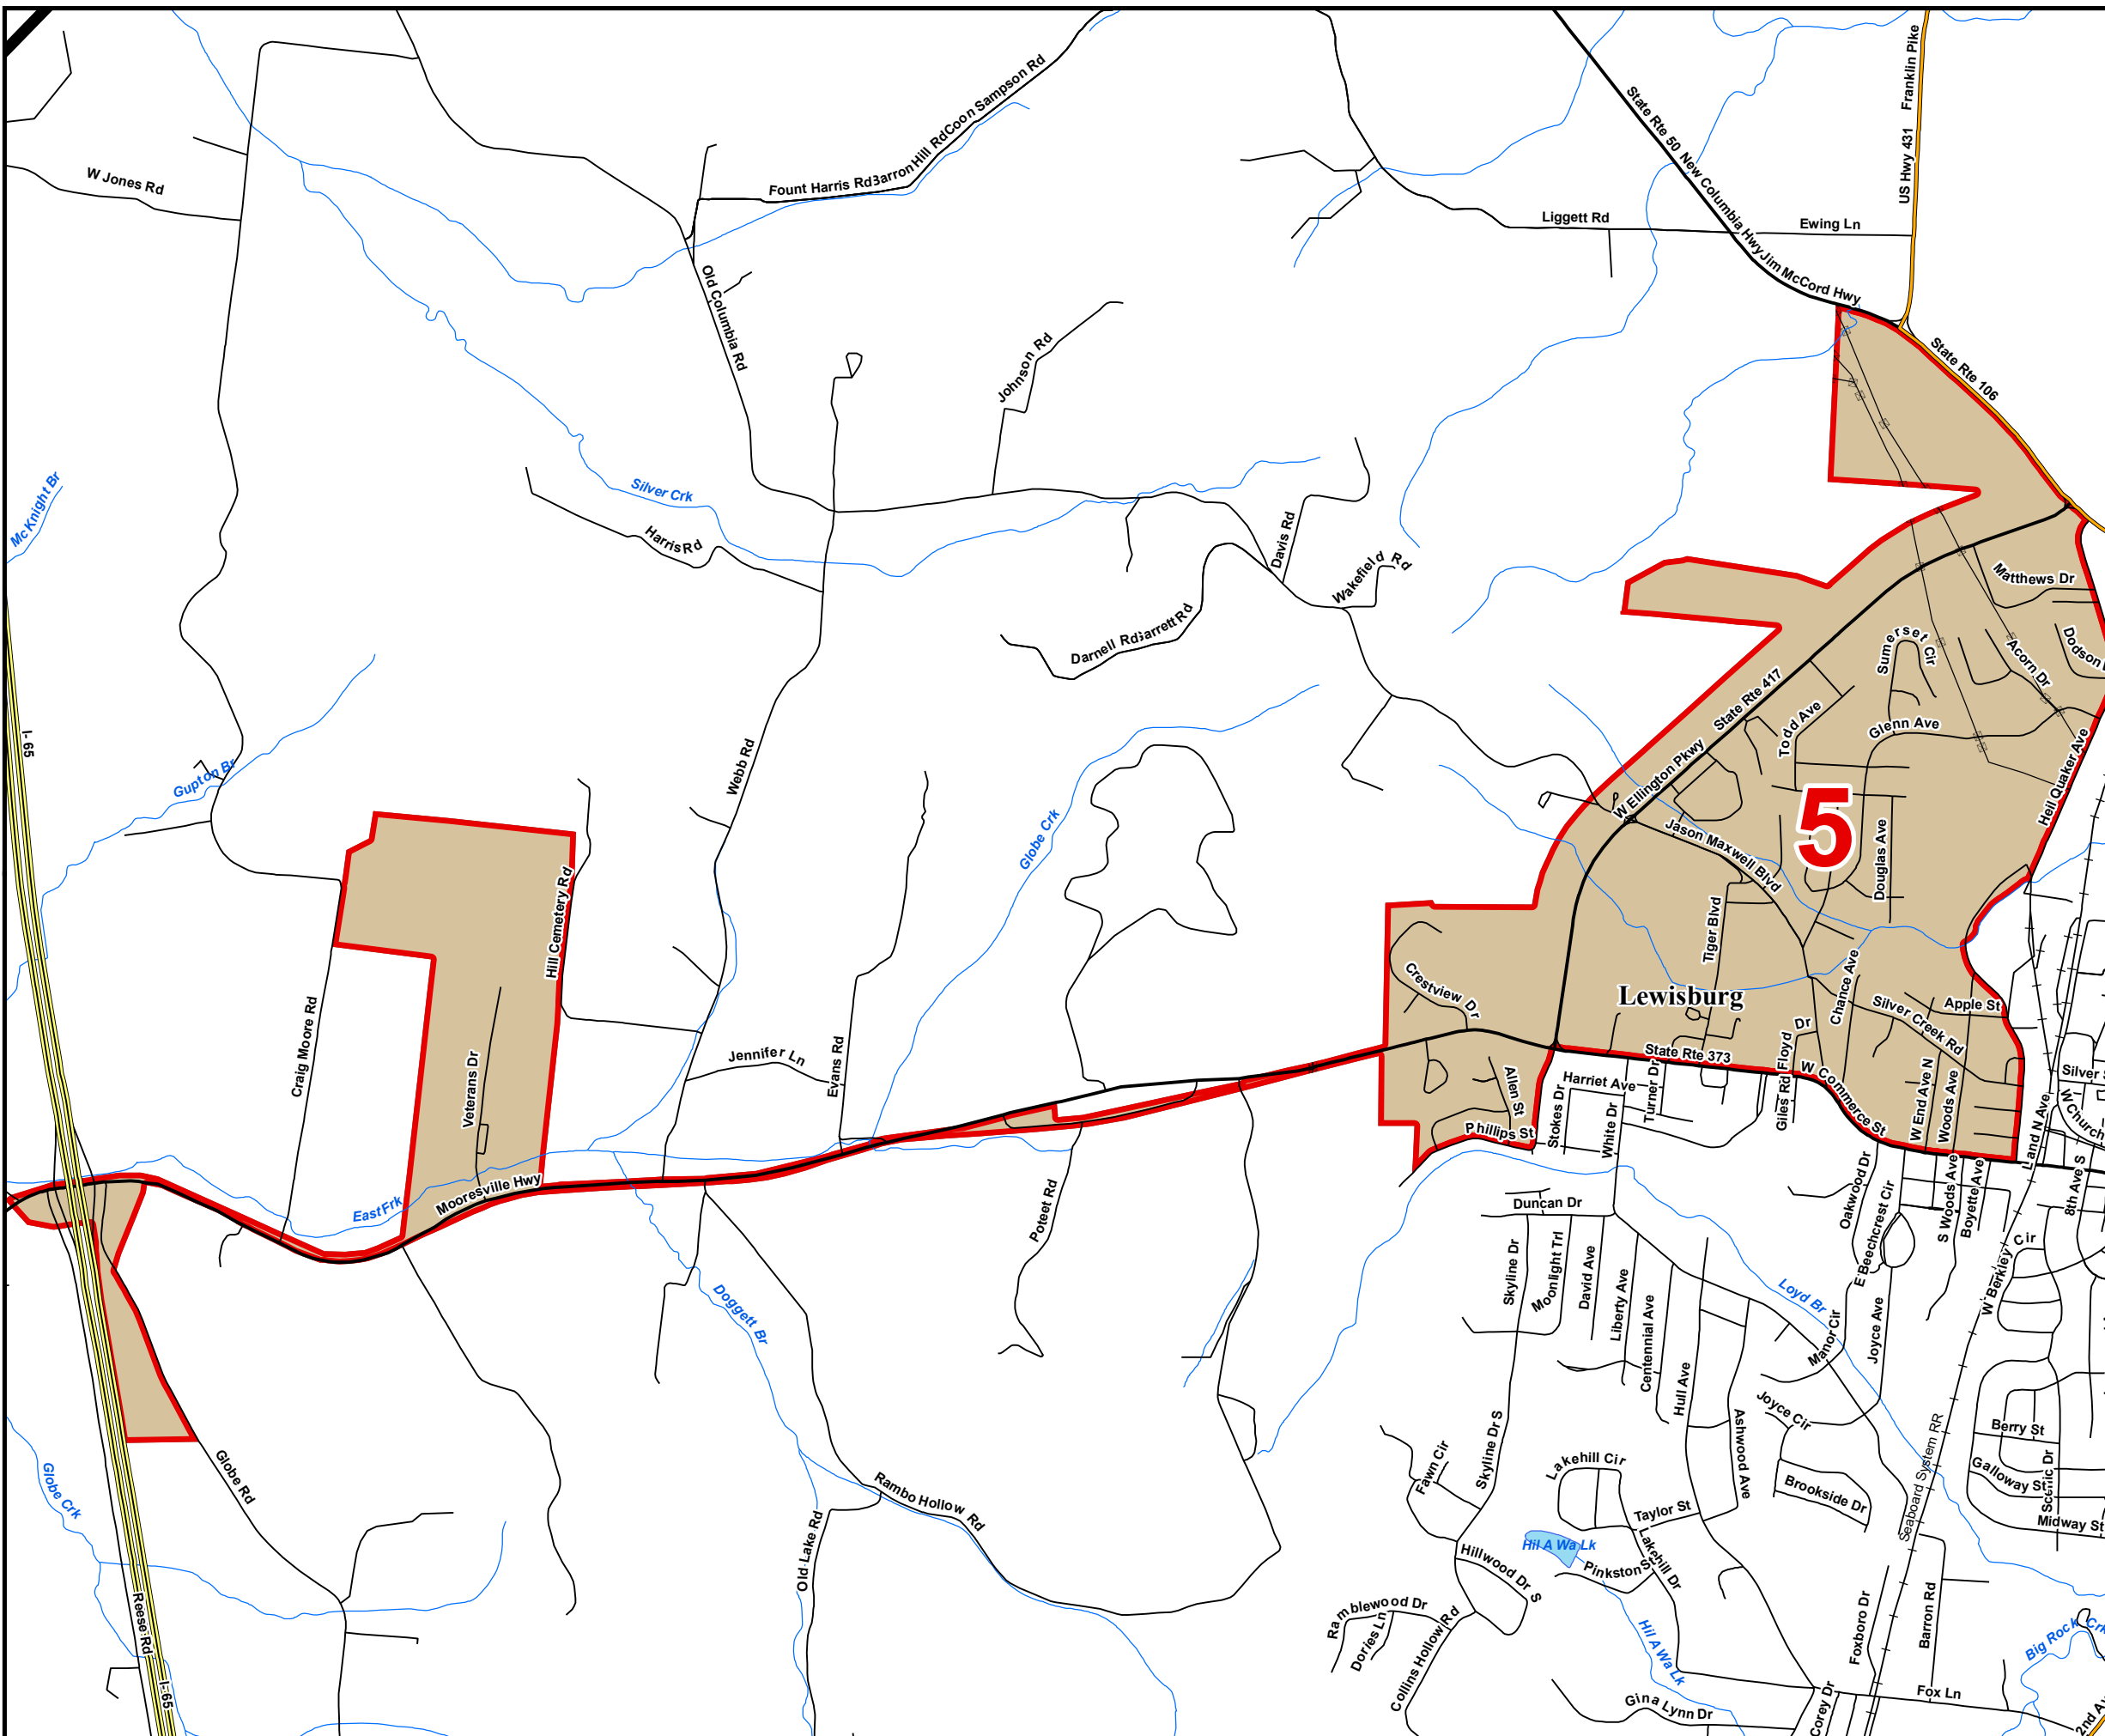 State Rte 50
New Columbia Hwy
Jim McCord Hwy
US Hwy 431
Franklin Pike
State Rte 106
Coon Sampson Rd
Fount Harris Rd
Barron Hill Rd
W Jones Rd
Liggett Rd
Ewing Ln
Old Columbia Rd
Johnson Rd
McKnight Br
Silver Crk
Harris Rd
Davis Rd
Wakefield Rd
Darnell Rd
Garrett Rd
Matthews Dr
Somerset Cir
Acorn Dr
Dodson
State Rte 417
Todd Ave
Glenn Ave
I-65
Gupton Br
Webb Rd
Globe Crk
W Ellington Pkwy
Heil Quaker Ave
5
Jason Maxwell Blvd
Douglas Ave
Hill Cemetery Rd
Tiger Blvd
Crestview Dr
Lewisburg
Chance Ave
Silver Creek Rd
Apple St
Craig Moore Rd
Veterans Dr
Jennifer Ln
Evans Rd
State Rte 373
Floyd Dr
Giles Rd
W Commerce St
Harriet Ave
Turner Dr
Allen St
Stokes Dr
White Dr
Phillips St
W End Ave N
Woods Ave
Land N Ave
Silver S
W Church
8th Ave S
East Frk
Mooresville Hwy
Poteet Rd
Duncan Dr
Oakwood Dr
E Beechcrest Cir
S Woods Ave
Boyette Ave
W Berkley Cir
Skyline Dr
Moonlight Trl
David Ave
Liberty Ave
Centennial Ave
Loyd Br
Manor Cir
Joyce Ave
Doggett Br
Hull Ave
Ashwood Ave
Joyce Cir
Seaboard System RR
Berry St
Galloway St
Scenic Dr
Midway St
Globe Rd
Globe Crk
Rambo Hollow Rd
Old Lake Rd
Skyline Dr S
Fawn Cir
Lakehill Cir
Taylor St
Brookside Dr
Hil A Wa Lk
Pinkston St
Lakehill Dr
Hillwood Dr S
Ramblewood Dr
Dories Ln
Collins Hollow Rd
Hil A Wa Lk
Foxboro Dr
Barron Rd
Big Rock Crk
Reese Rd
I-65
Gina Lynn Dr
Corey Dr
Fox Ln
2nd Av